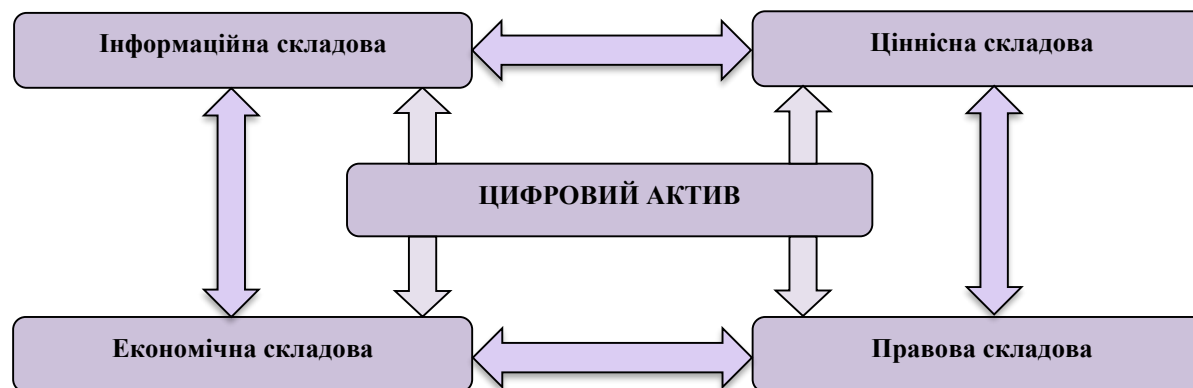 Інформаційна складова
Ціннісна складова
ЦИФРОВИЙ АКТИВ
Економічна складова
Правова складова